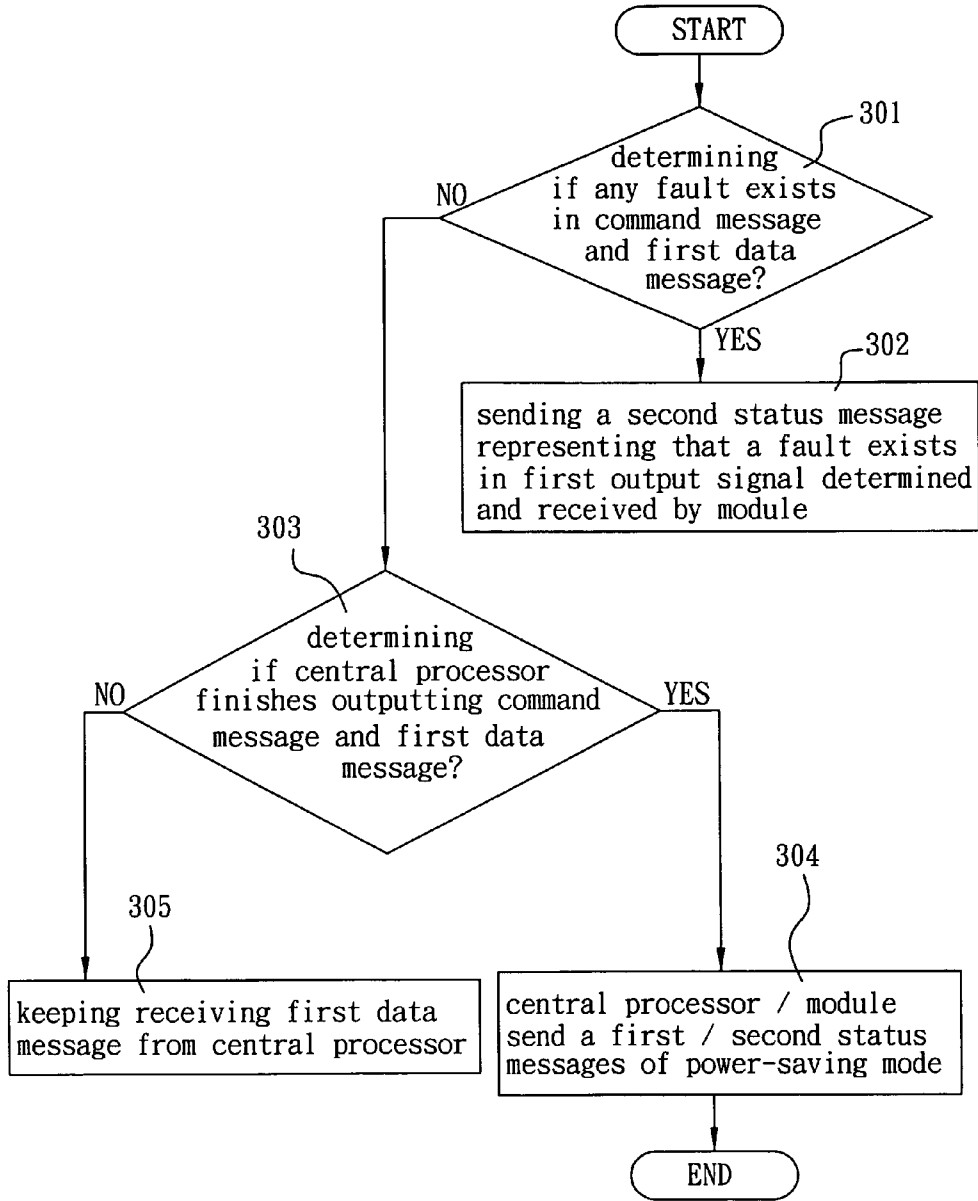 START
301
determining
if any fault exists
in command message
and first data
message?
NO
YES
302
sending a second status message
representing that a fault exists
in first output signal determined
and received by module
303
determining
if central processor
finishes outputting command
message and first data
message?
NO
YES
304
305
keeping receiving first data
message from central processor
central processor / module
send a first / second status
messages of power-saving mode
END